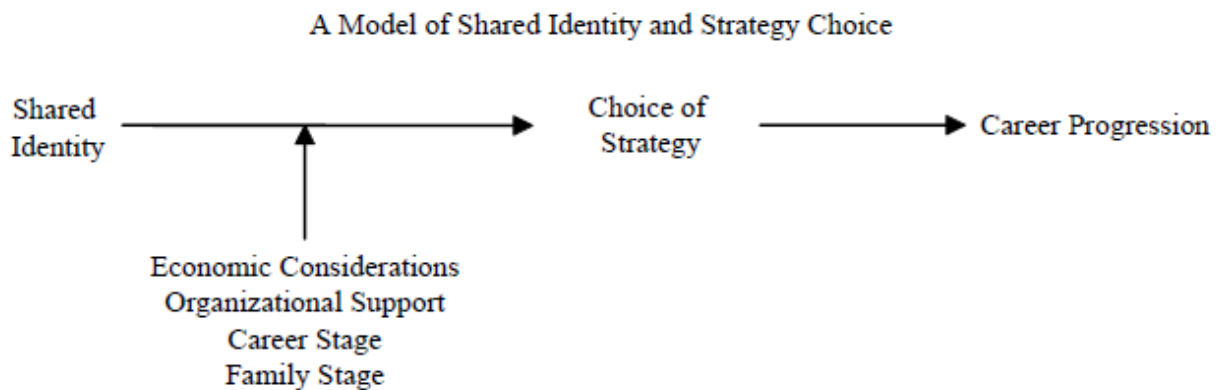 A Model of Shared Identity and Strategy Choice
Shared
Identity
Choice of
Strategy
Career Progression
Economic Considerations
Organizational Support
Career Stage
Family Stage